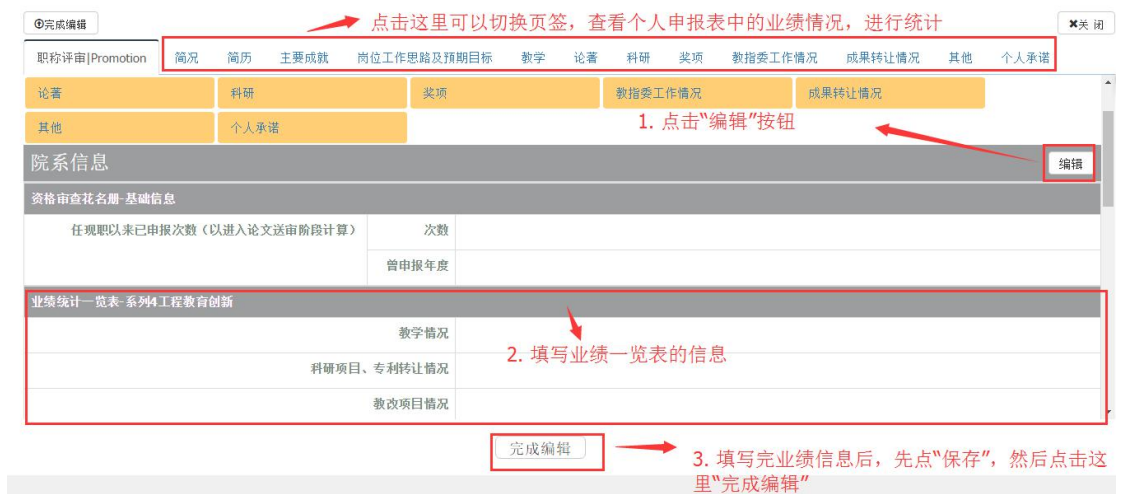 完成编辑
点击这里可以切换页签，查看个人申报表中的业绩情况，进行统计
✖关 闭
职称评审|Promotion 简况 简历 主要成就 岗位工作思路及预期目标 教学 论著 科研 奖项 教指委工作情况 成果转让情况 其他 个人承诺
论著 科研 奖项 教指委工作情况 成果转让情况
其他 个人承诺
1. 点击“编辑”按钮
院系信息 编辑
资格审查花名册-基础信息
任现职以来已申报次数（以进入论文送审阶段计算） 次数
曾申报年度
业绩统计一览表-系列4工程教育创新
教学情况
2. 填写业绩一览表的信息
科研项目、专利转让情况
教改项目情况
完成编辑
3. 填写完业绩信息后，先点“保存”，然后点击这
里“完成编辑”